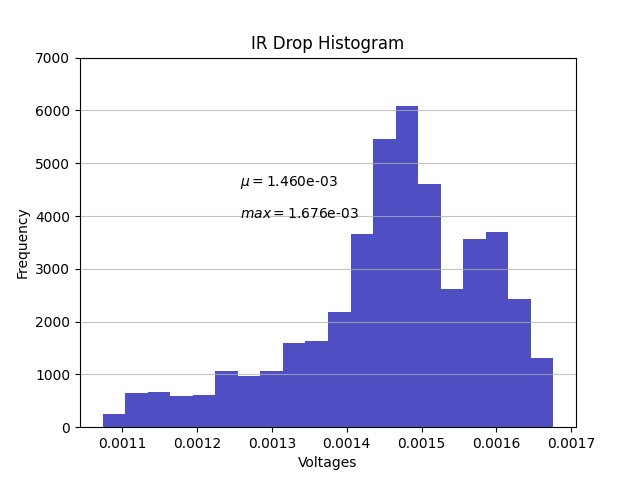 IR Drop Histogram
7000
6000
5000
4000
3000
2000
1000
0
Frequency
μ = 1.460e-03
max = 1.676e-03
0.0011 0.0012 0.0013 0.0014 0.0015 0.0016 0.0017
Voltages